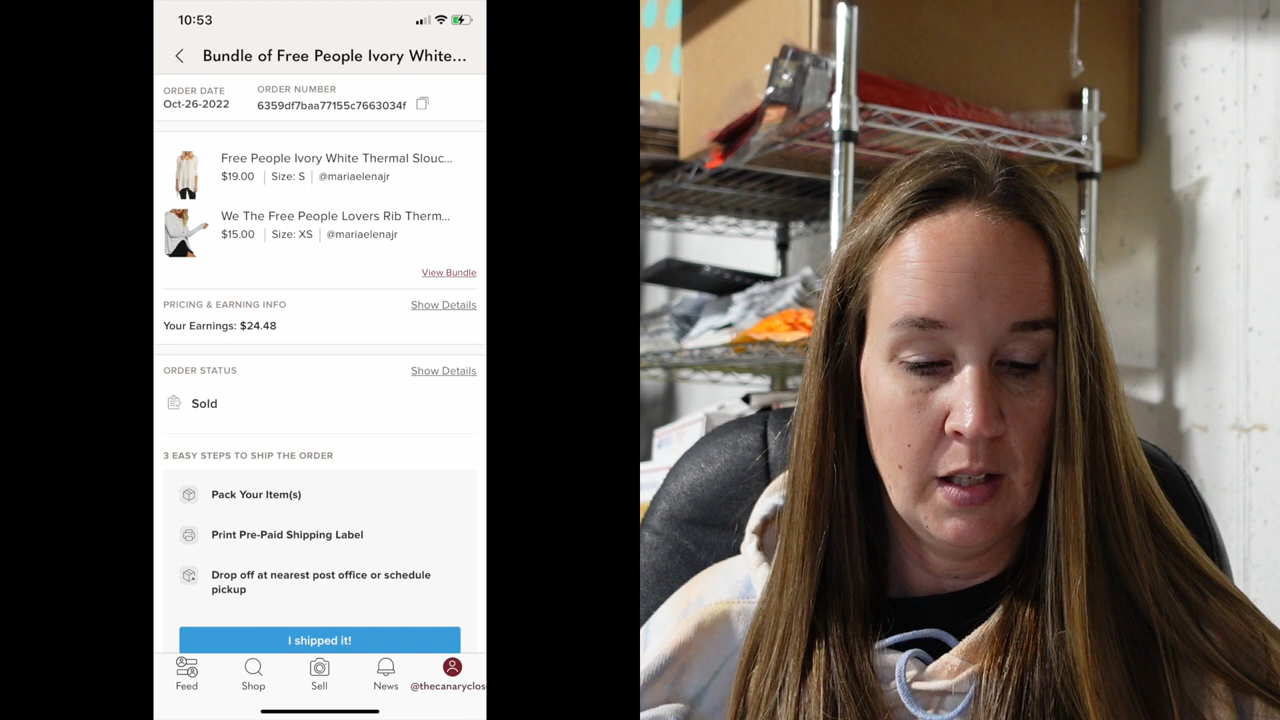 10:53
Bundle of Free People Ivory White...
ORDER DATE
Oct-26-2022
ORDER NUMBER
6359df7baa77155c7663034f
Free People Ivory White Thermal Slouc...
$19.00 | Size: S | @mariaelenajr
We The Free People Lovers Rib Therm...
$15.00 | Size: XS | @mariaelenajr
View Bundle
PRICING & EARNING INFO
Show Details
Your Earnings: $24.48
ORDER STATUS
Show Details
Sold
3 EASY STEPS TO SHIP THE ORDER
Pack Your Item(s)
Print Pre-Paid Shipping Label
Drop off at nearest post office or schedule
pickup
I shipped it!
Feed
Shop
Sell
News
@thecanaryclos